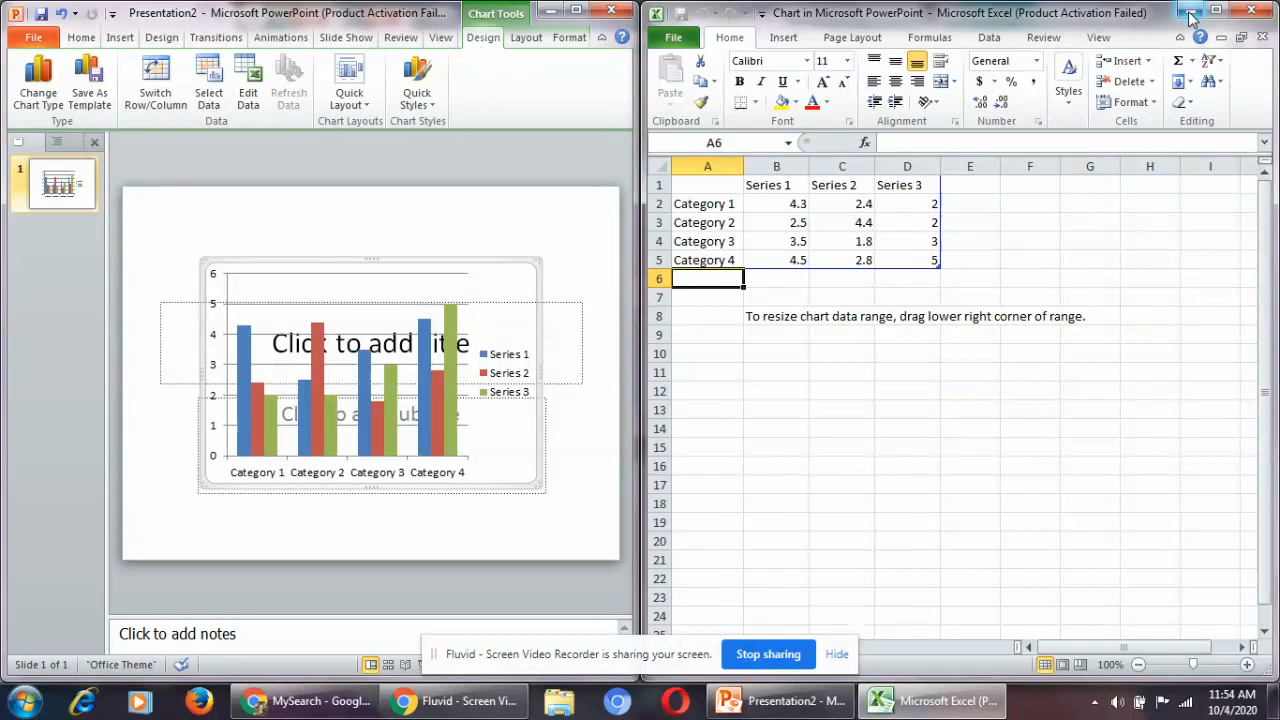 Presentation2 - Microsoft PowerPoint (Product Activation Fail...
Chart Tools
File Home Insert Design Transitions Animations Slide Show Review View Design Layout Format
Change Chart Type
Save As Template
Switch Row/Column
Select Data
Edit Data
Refresh Data
Quick Layout
Quick Styles
Type Data Chart Layouts Chart Styles
1
Click to add title
6
5
4
3
2
1
0
Category 1 Category 2 Category 3 Category 4
Series 1
Series 2
Series 3
Click to add notes
Slide 1 of 1 "Office Theme"
Chart in Microsoft PowerPoint - Microsoft Excel (Product Activation Failed)
File Home Insert Page Layout Formulas Data Review View
Paste
Calibri 11
B I U A
General
$ % ,
Styles
Insert
Delete
Format
Clipboard Font Alignment Number Cells Editing
A6 fx
A B C D E F G H I
1 Series 1 Series 2 Series 3
2 Category 1 4.3 2.4 2
3 Category 2 2.5 4.4 2
4 Category 3 3.5 1.8 3
5 Category 4 4.5 2.8 5
6
7
8 To resize chart data range, drag lower right corner of range.
9
10
11
12
13
14
15
16
17
18
19
20
21
22
23
24
100%
Fluvid - Screen Video Recorder is sharing your screen. Stop sharing Hide
MySearch - Googl...
Fluvid - Screen Vi...
Presentation2 - M...
Microsoft Excel (P...
11:54 AM
10/4/2020